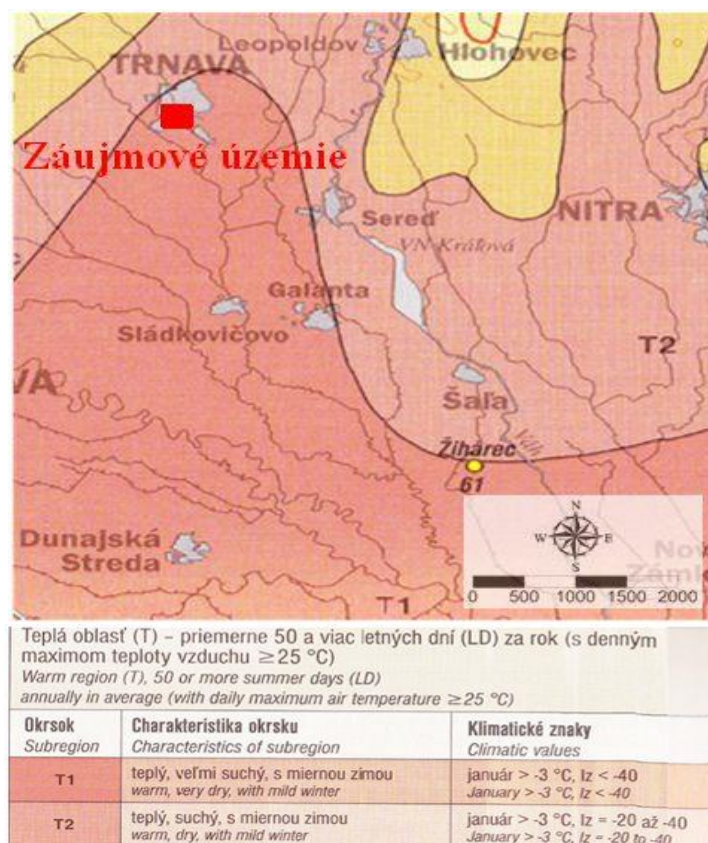 Leopoldov
Hlohovec
TRNAVA
Záujmové územie
Sereď
NITRA
VN Kráľová
Galanta
Sládkovičovo
T2
VA
Šaľa
Váh
Žihárec
61
N
W E
S
Dunajská
Streda
Nov
Zámk
0 500 1000 1500 2000
T1
Teplá oblasť (T) – priemerne 50 a viac letných dní (LD) za rok (s denným
maximom teploty vzduchu ≥25 °C)
Warm region (T), 50 or more summer days (LD)
annually in average (with daily maximum air temperature ≥25 °C)
Okrsok
Subregion
Charakteristika okrsku
Characteristics of subregion
Klimatické znaky
Climatic values
T1
teplý, veľmi suchý, s miernou zimou
warm, very dry, with mild winter
január > -3 °C, Iz < -40
January > -3 °C, Iz < -40
T2
teplý, suchý, s miernou zimou
warm, dry, with mild winter
január > -3 °C, Iz = -20 až -40
January > -3 °C, Iz = -20 to -40